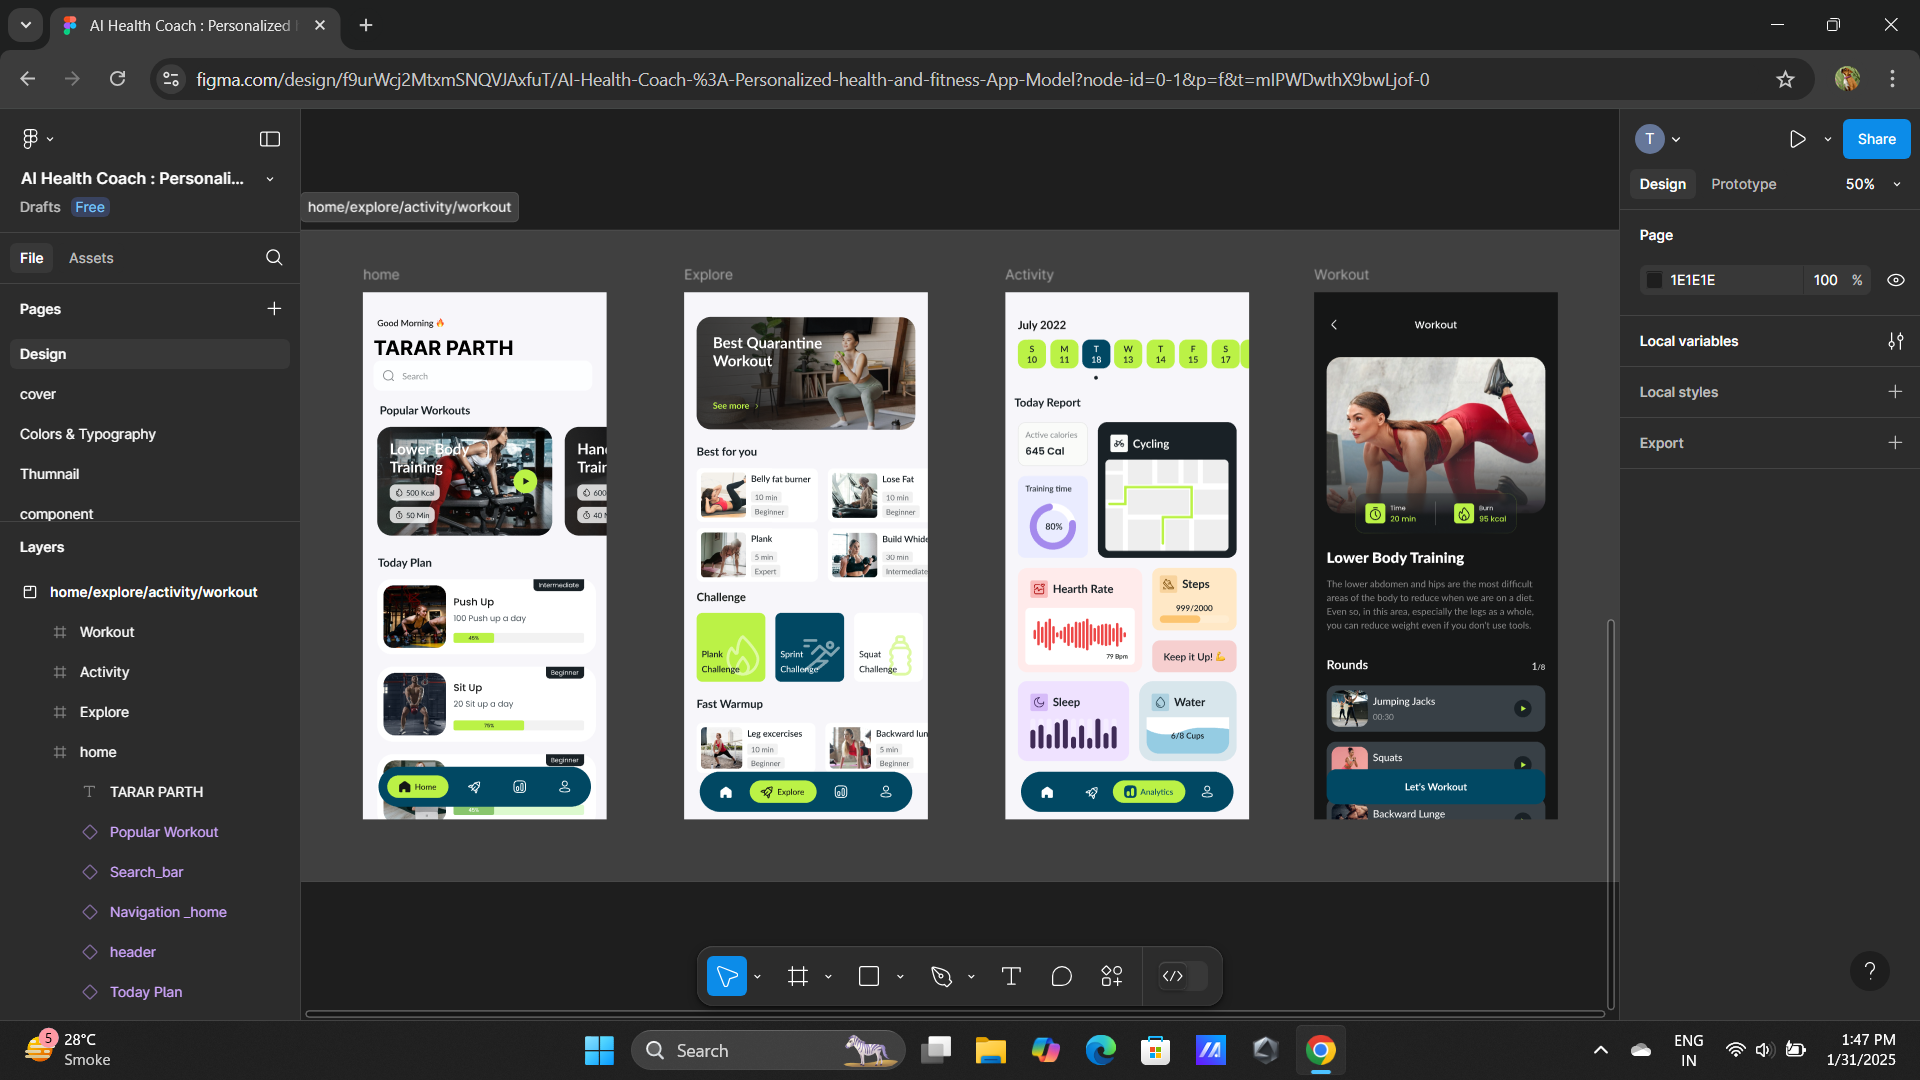 AI Health Coach : Personalized
figma.com/design/f9urWcj2MtxmSNQVJAxfuT/AI-Health-Coach-%3A-Personalized-health-and-fitness-App-Model?node-id=0-1&p=f&t=mIPWDwthX9bwLjof-0
AI Health Coach : Personali...
Drafts Free
File Assets
Pages
Design
cover
Colors & Typography
Thumnail
component
Layers
home/explore/activity/workout
Workout
Activity
Explore
home
TARAR PARTH
Popular Workout
Search_bar
Navigation _home
header
Today Plan
home/explore/activity/workout
home
Good Morning 🔥
TARAR PARTH
Search
Popular Workouts
Lower Body
Training
500 Kcal
50 Min
Han
Trair
600
40 M
Today Plan
Intermediate
Push Up
100 Push up a day
45%
Beginner
Sit Up
20 Sit up a day
75%
Beginner
45%
Home
Explore
Best Quarantine
Workout
See more
Best for you
Belly fat burner
10 min
Beginner
Lose Fat
10 min
Beginner
Plank
5 min
Expert
Build Wide
30 min
Intermediate
Challenge
Plank
Challenge
Sprint
Challenge
Squat
Challenge
Fast Warmup
Leg excercises
10 min
Beginner
Backward lun
5 min
Beginner
Explore
Activity
July 2022
S M T W T F S
10 11 18 13 14 15 17
Today Report
Active calories
645 Cal
Cycling
Training time
80%
Hearth Rate
79 Bpm
Steps
999/2000
Keep it Up! 💪
Sleep
Water
6/8 Cups
Analytics
Workout
Workout
Time
20 min
Burn
95 kcal
Lower Body Training
The lower abdomen and hips are the most difficult
areas of the body to reduce when we are on a diet.
Even so, in this area, especially the legs as a whole,
you can reduce weight even if you don't use tools.
Rounds 1/8
Jumping Jacks
00:30
Squats
Let's Workout
Backward Lunge
T
Share
Design Prototype 50%
Page
1E1E1E 100 %
Local variables
Local styles
Export
?
5
28°C
Smoke
Search
ENG
IN
1:47 PM
1/31/2025